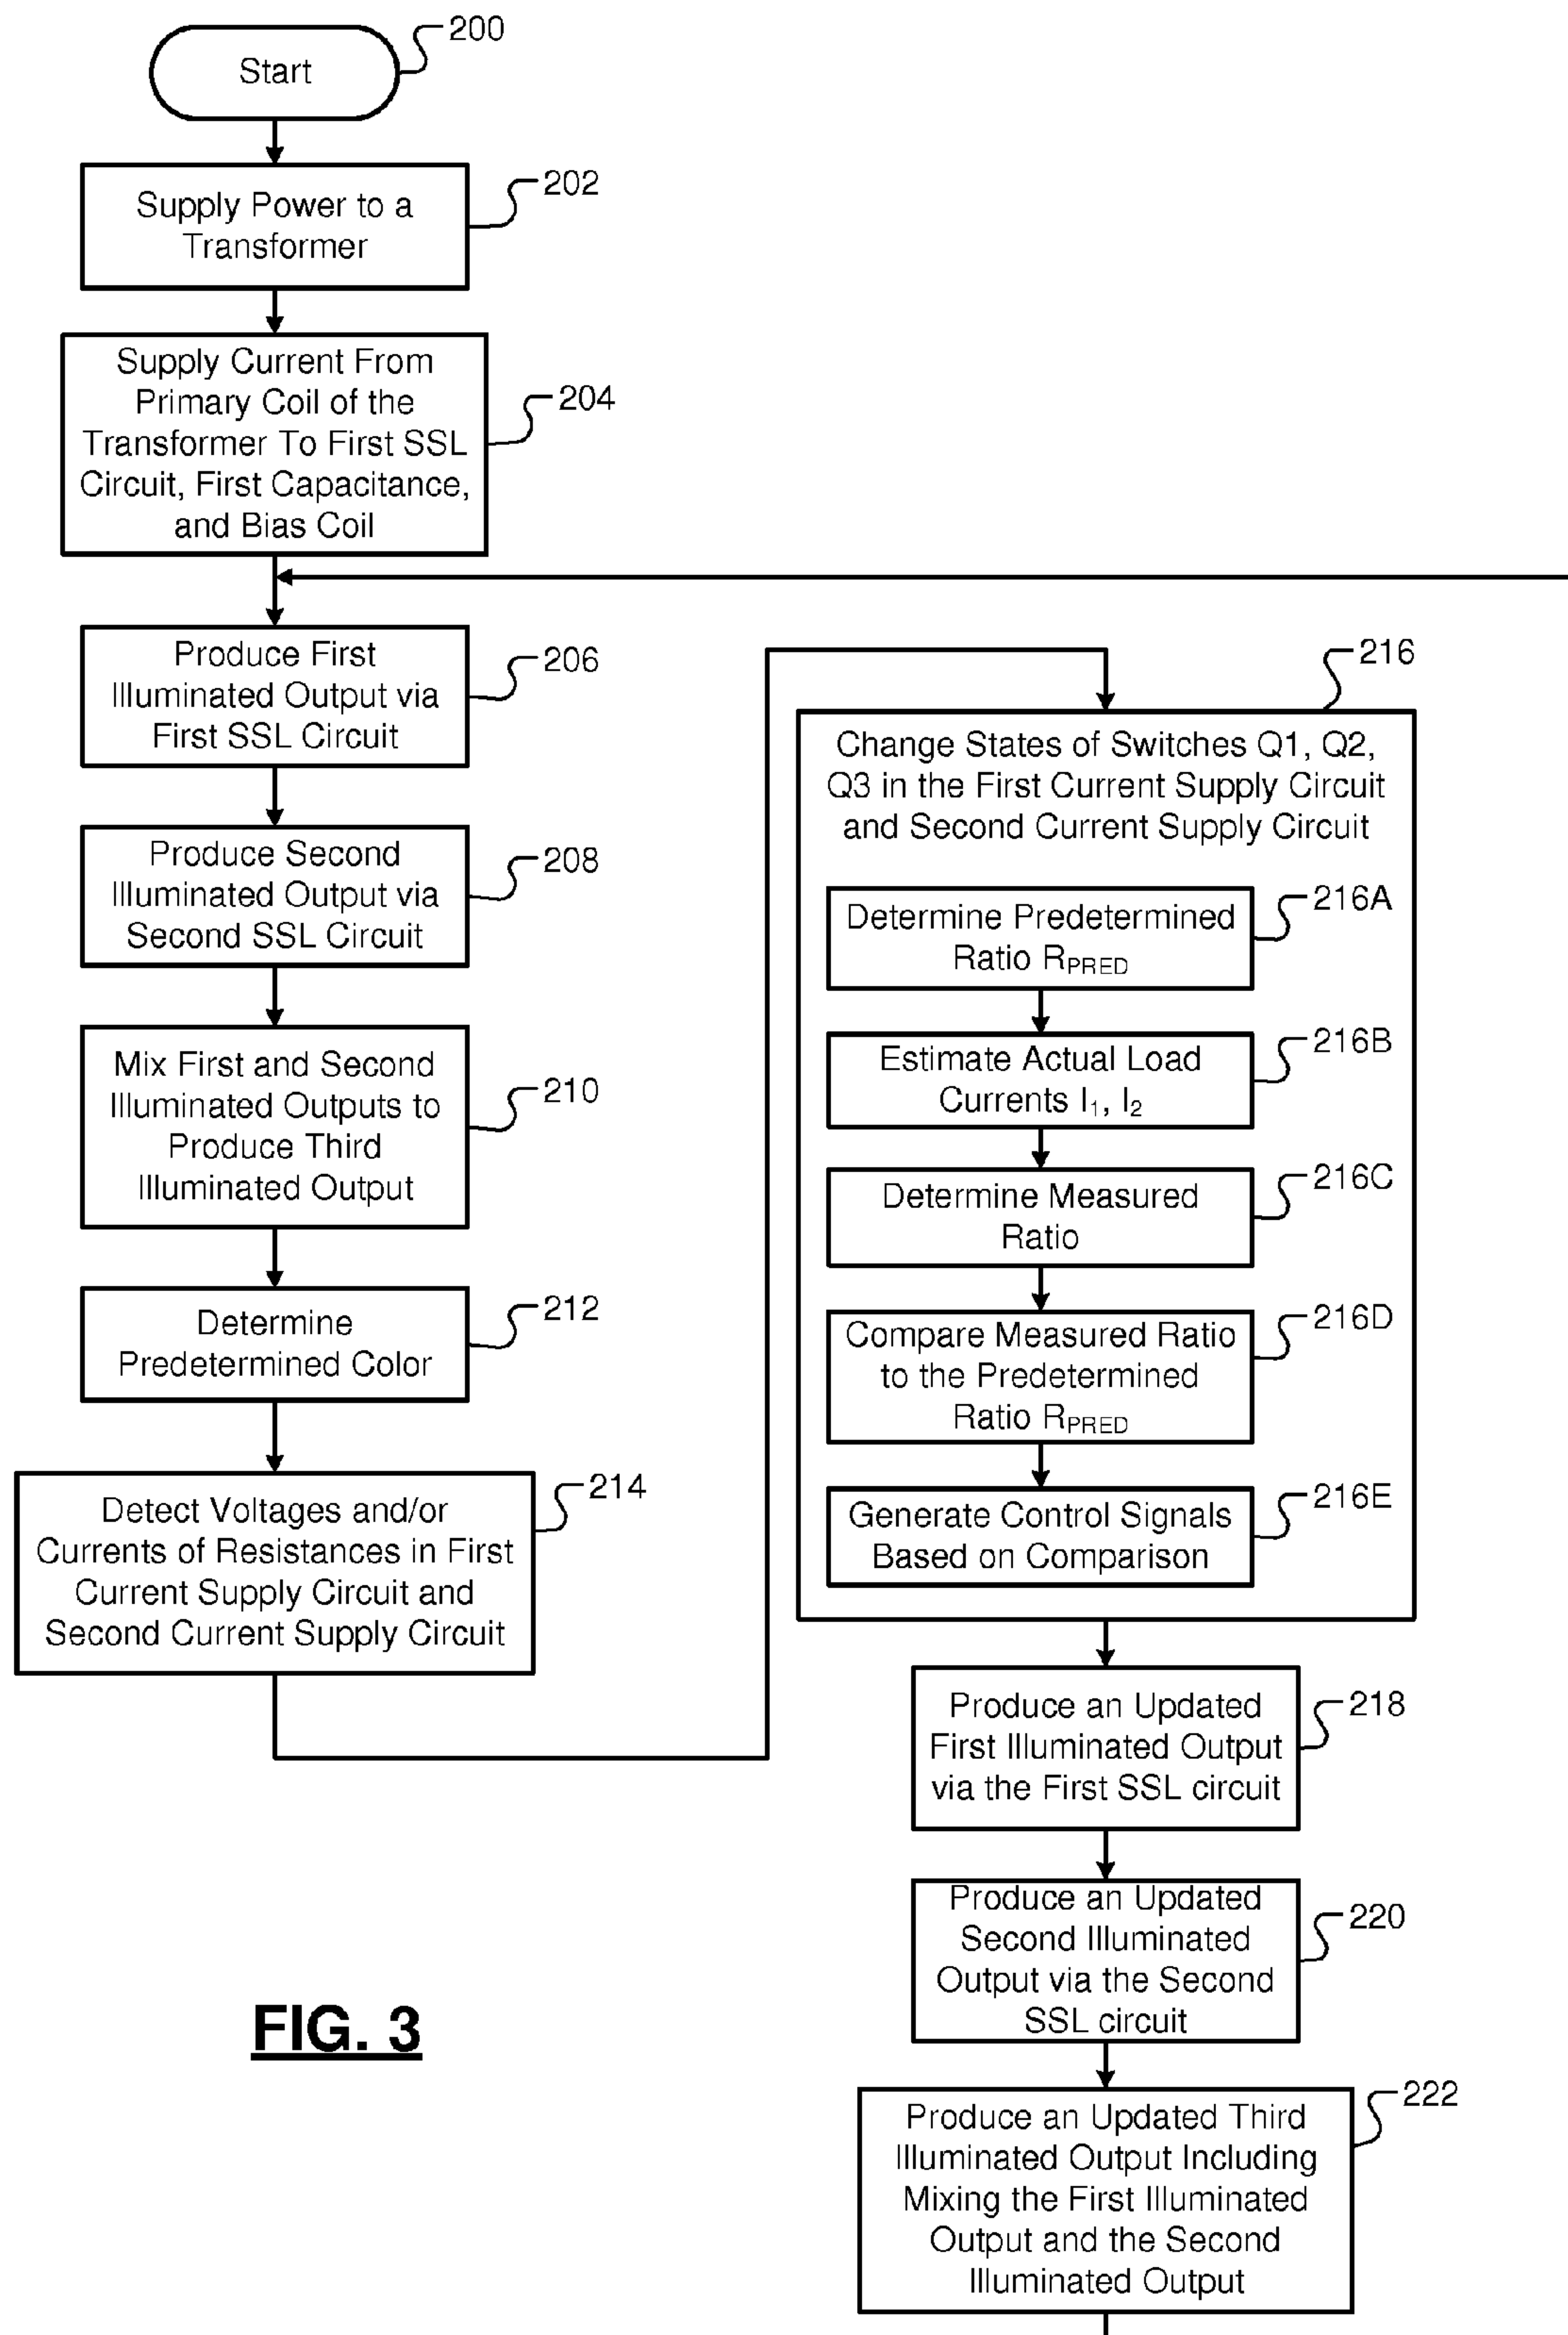 200
Start
202
Supply Power to a
Transformer
204
Supply Current From
Primary Coil of the
Transformer To First SSL
Circuit, First Capacitance,
and Bias Coil
206
Produce First
Illuminated Output via
First SSL Circuit
208
Produce Second
Illuminated Output via
Second SSL Circuit
210
Mix First and Second
Illuminated Outputs to
Produce Third
Illuminated Output
212
Determine
Predetermined Color
214
Detect Voltages and/or
Currents of Resistances in First
Current Supply Circuit and
Second Current Supply Circuit
216
Change States of Switches Q1, Q2,
Q3 in the First Current Supply Circuit
and Second Current Supply Circuit
216A
Determine Predetermined
Ratio RPRED
216B
Estimate Actual Load
Currents I1, I2
216C
Determine Measured
Ratio
216D
Compare Measured Ratio
to the Predetermined
Ratio RPRED
216E
Generate Control Signals
Based on Comparison
218
Produce an Updated
First Illuminated Output
via the First SSL circuit
220
Produce an Updated
Second Illuminated
Output via the Second
SSL circuit
222
Produce an Updated Third
Illuminated Output Including
Mixing the First Illuminated
Output and the Second
Illuminated Output
FIG. 3